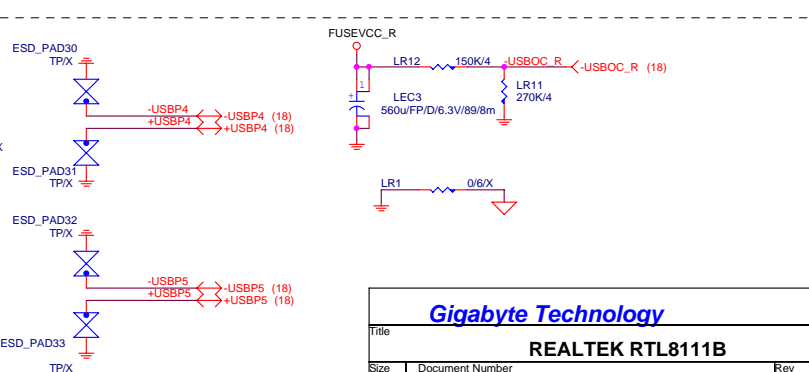 FUSEVCC_R
ESD_PAD30
TP/X
LR12 150K/4 -USBOC_R -USBOC_R (18)
1
LR11
270K/4
+
LEC3
560u/FP/D/6.3V/89/8m
-USBP4 -USBP4 (18)
+USBP4 +USBP4 (18)
X
ESD_PAD31
TP/X
LR1 0/6/X
ESD_PAD32
TP/X
-USBP5 -USBP5 (18)
+USBP5 +USBP5 (18)
ESD_PAD33
TP/X
Gigabyte Technology
Title
REALTEK RTL8111B
Size Document Number Rev